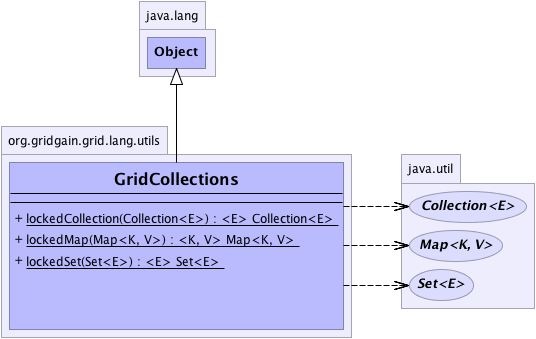 java.lang
Object
org.gridgain.grid.lang.utils
GridCollections
+ lockedCollection(Collection<E>) : <E> Collection<E>
+ lockedMap(Map<K, V>) : <K, V> Map<K, V>
+ lockedSet(Set<E>) : <E> Set<E>
java.util
Collection<E>
Map<K, V>
Set<E>